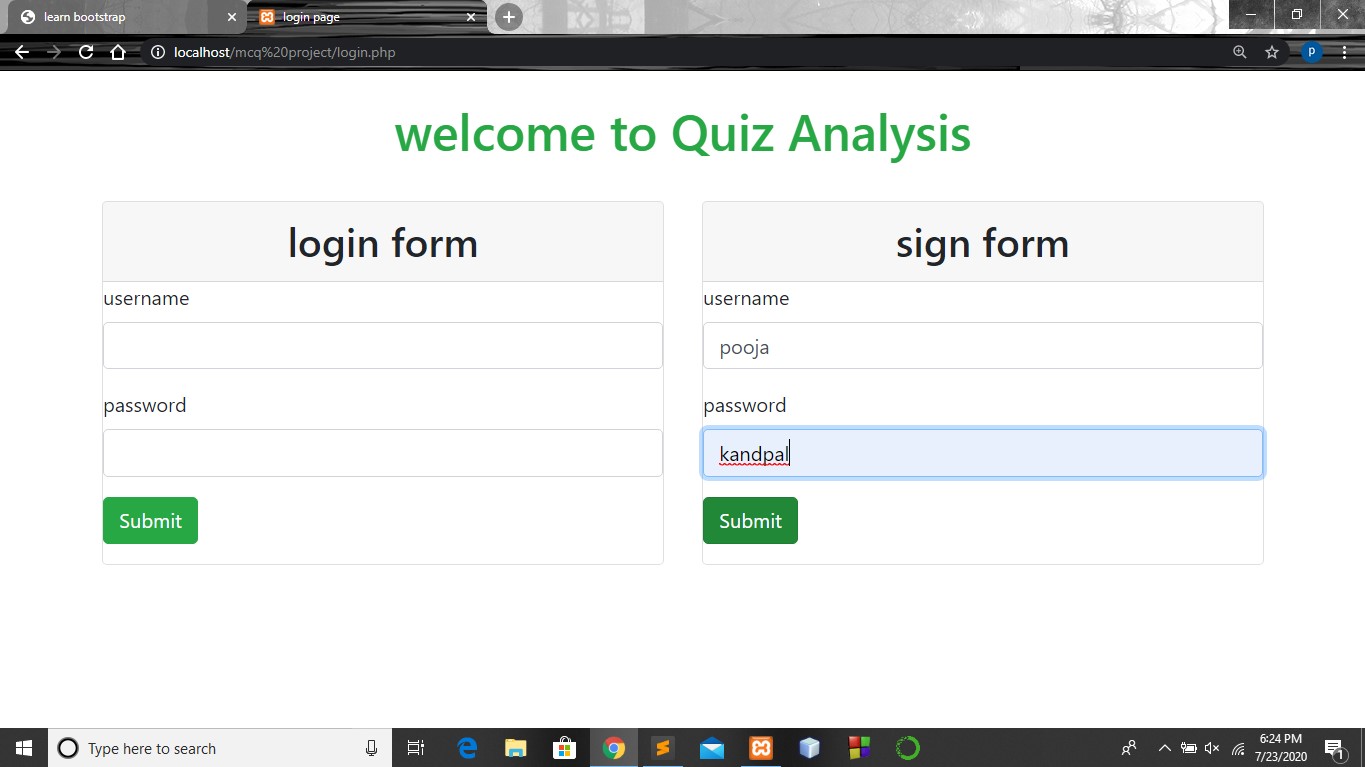 learn bootstrap
login page
localhost/mcq%20project/login.php
p
welcome to Quiz Analysis
login form
username
password
Submit
sign form
username
pooja
password
kandpal
Submit
Type here to search
6:24 PM
7/23/2020
1